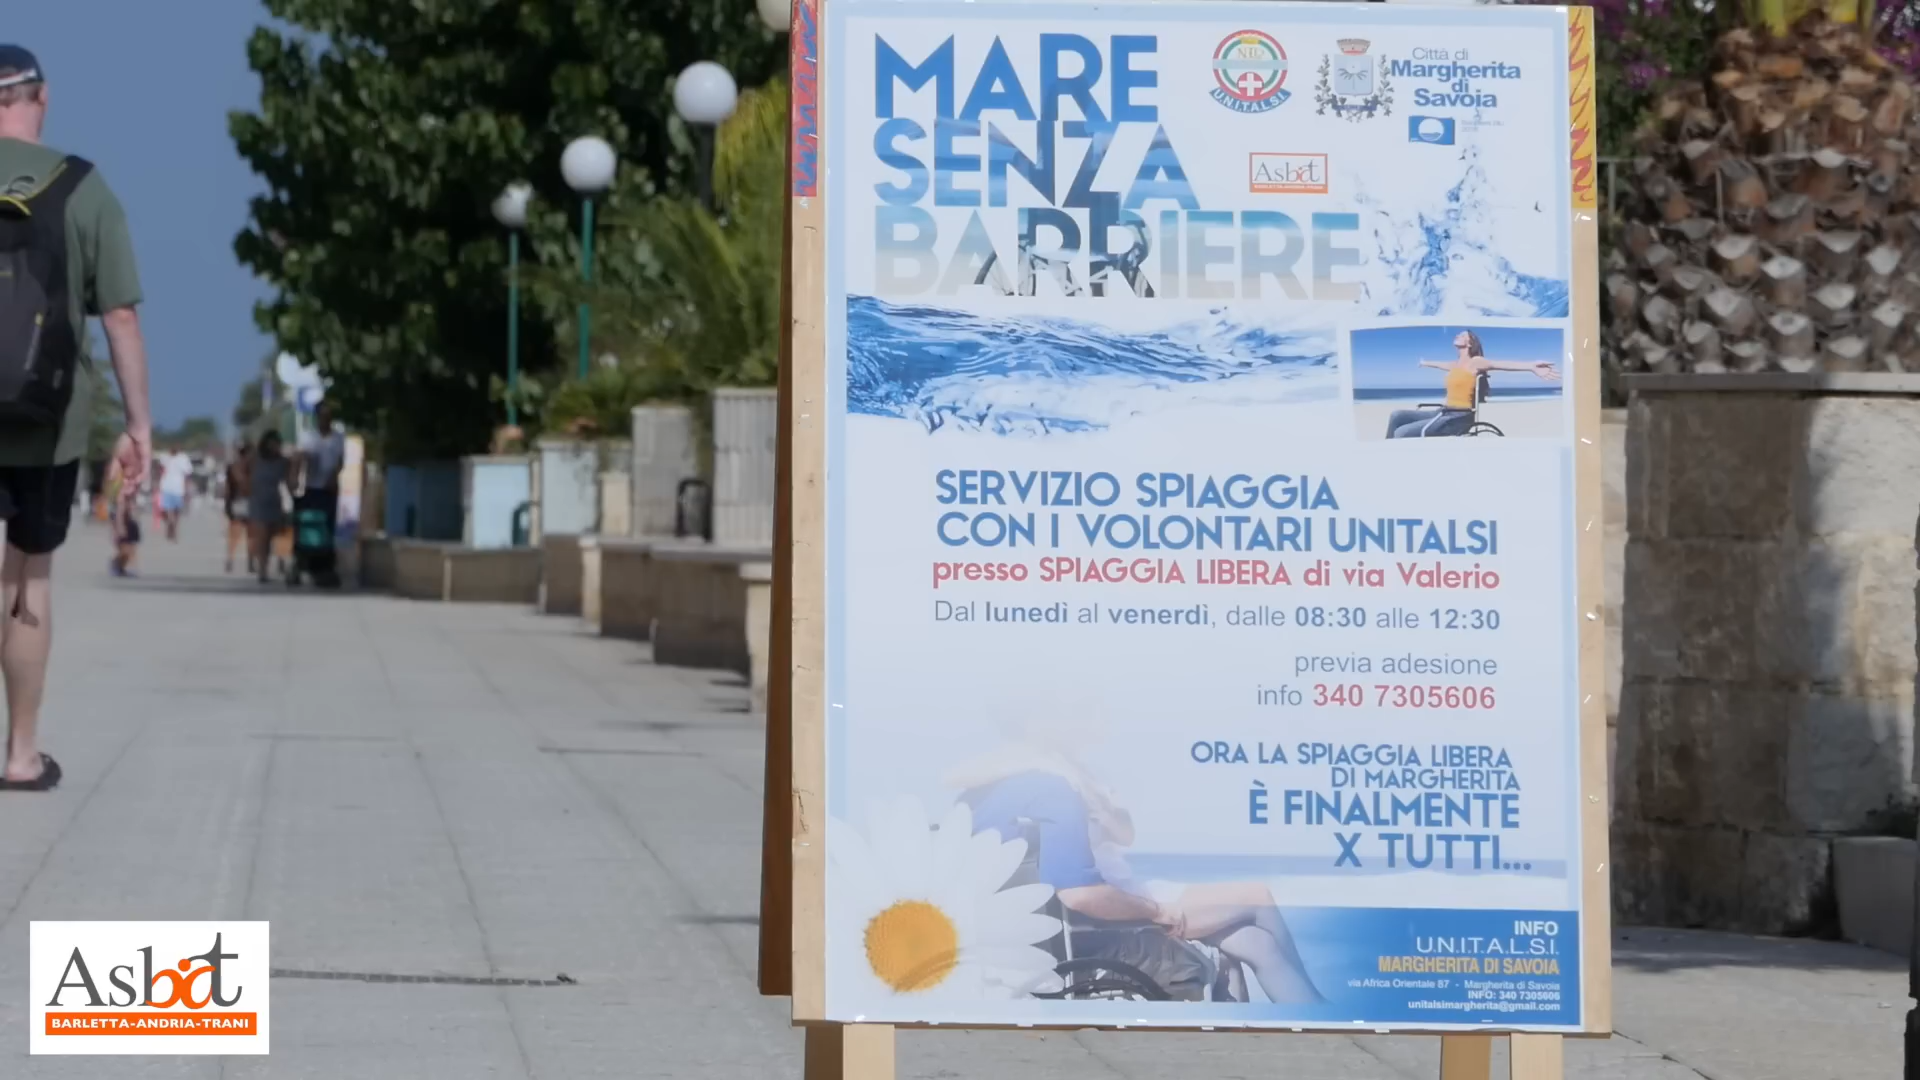 MARE
SENZA
BARRIERE
U.N.I.T.A.L.S.I.
Città di
Margherita
di
Savoia
Asbat
BARLETTA-ANDRIA-TRANI
SERVIZIO SPIAGGIA
CON I VOLONTARI UNITALSI
presso SPIAGGIA LIBERA di via Valerio
Dal lunedì al venerdì, dalle 08:30 alle 12:30
previa adesione
info 340 7305606
ORA LA SPIAGGIA LIBERA
DI MARGHERITA
È FINALMENTE
X TUTTI...
INFO
U.N.I.T.A.L.S.I.
MARGHERITA DI SAVOIA
via Africa Orientale 87 - Margherita di Savoia
INFO: 340 7305606
unitalsimargherita@gmail.com
Asbat
BARLETTA-ANDRIA-TRANI